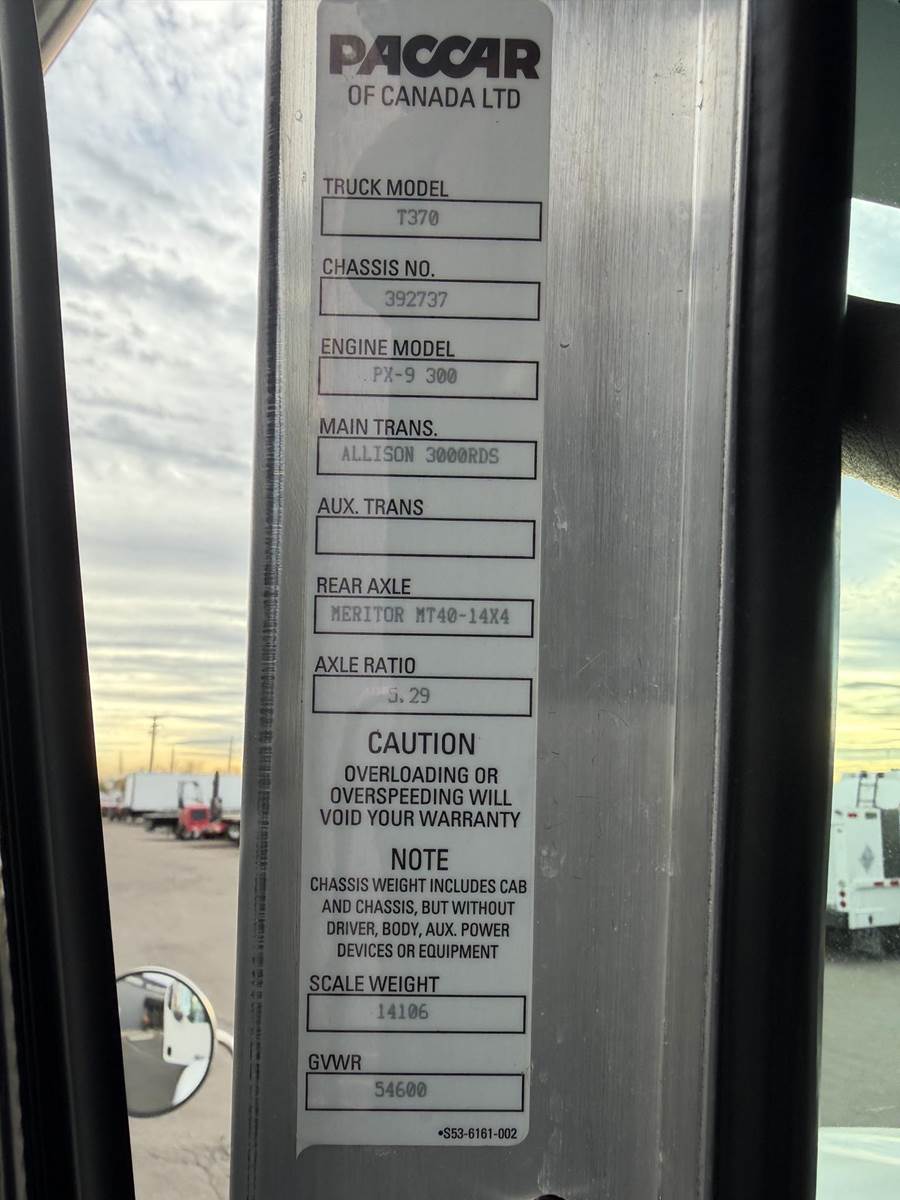 PACCAR
OF CANADA LTD
TRUCK MODEL
T370
CHASSIS NO.
392737
ENGINE MODEL
PX-9 300
MAIN TRANS.
ALLISON 3000RDS
AUX. TRANS
REAR AXLE
MERITOR MT40-14X4
AXLE RATIO
5.29
CAUTION
OVERLOADING OR
OVERSPEEDING WILL
VOID YOUR WARRANTY
NOTE
CHASSIS WEIGHT INCLUDES CAB
AND CHASSIS, BUT WITHOUT
DRIVER, BODY, AUX. POWER
DEVICES OR EQUIPMENT
SCALE WEIGHT
14106
GVWR
54600
•S53-6161-002